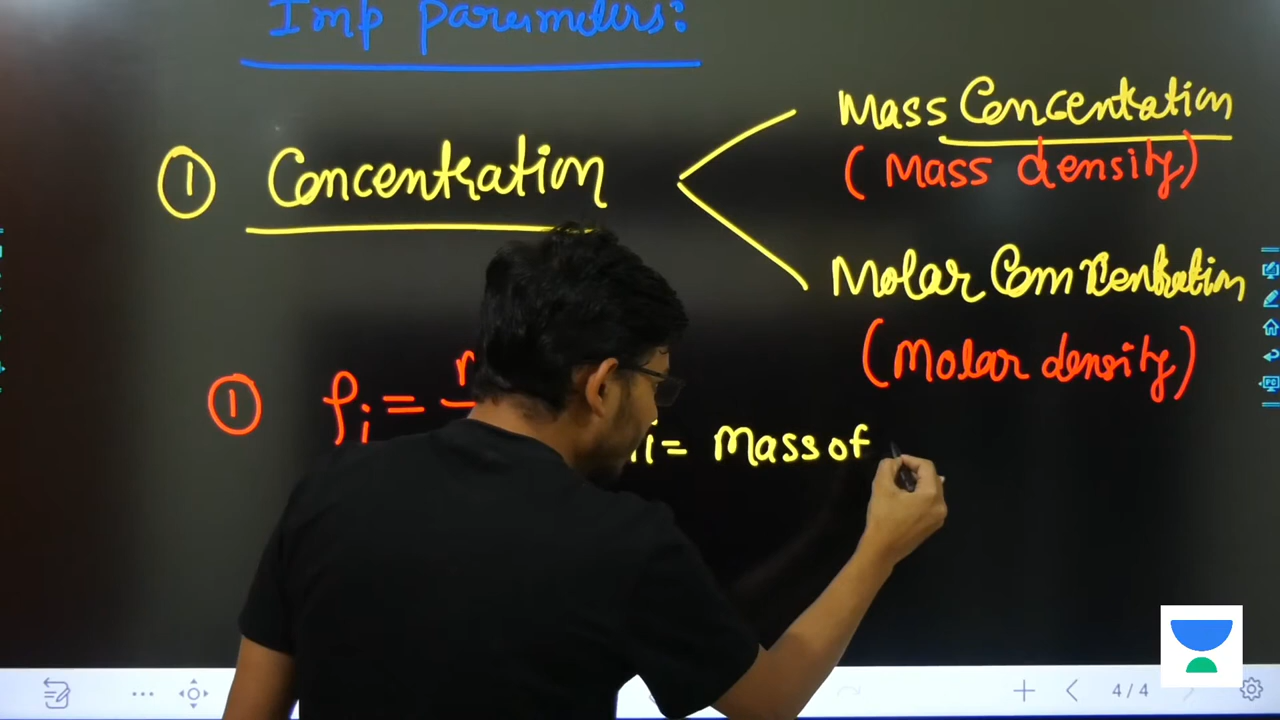 Imp parameters:
① Concentration
Mass Concentration
(Mass density)
Molar Concentration
(Molar density)
① ρi =
i = Mass of
4/4